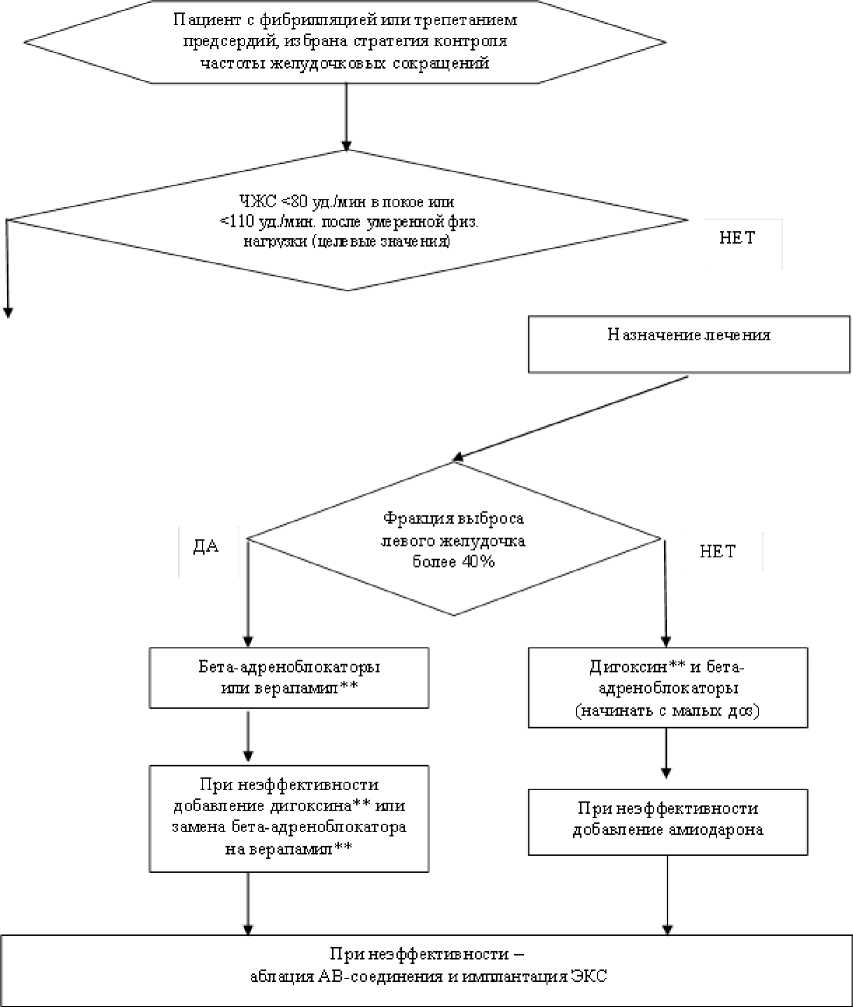 Пациент с фибрилляцией или трепетанием
предсердий, избрана стратегия контроля
частоты желудочковых сокращений
ЧЖС <80 уд./мин в покое или
<110 уд./мин. после умеренной физ.
нагрузки (целевые значения)
НЕТ
Назначение лечения
Фракция выброса
левого желудочка
более 40%
ДА
НЕТ
Бета-адреноблокаторы
или верапамил**
Дигоксин** и бета-
адреноблокаторы
(начинать с малых доз)
При неэффективности
добавление дигоксина** или
замена бета-адреноблокатора
на верапамил**
При неэффективности
добавление амиодарона
При неэффективности –
аблация АВ-соединения и имплантация ЭКС